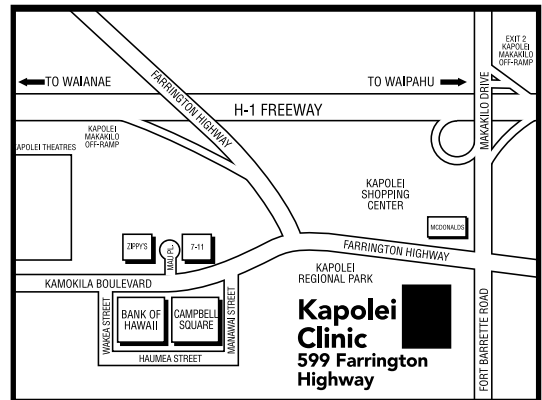 EXIT 2
KAPOLEI
MAKAKILO
OFF-RAMP
TO WAIANAE
FARRINGTON HIGHWAY
TO WAIPAHU
MAKAKILO DRIVE
H-1 FREEWAY
KAPOLEI
MAKAKILO
OFF-RAMP
APOLEI THEATRES
KAPOLEI
SHOPPING
CENTER
MCDONALDS
ZIPPY'S
MAU PL.
7-11
FARRINGTON HIGHWAY
KAMOKILA BOULEVARD
KAPOLEI
REGIONAL PARK
WAKEA STREET
BANK OF
HAWAII
CAMPBELL
SQUARE
MANAWAI STREET
HAUMEA STREET
Kapolei
Clinic
599 Farrington
Highway
FORT BARRETTE ROAD